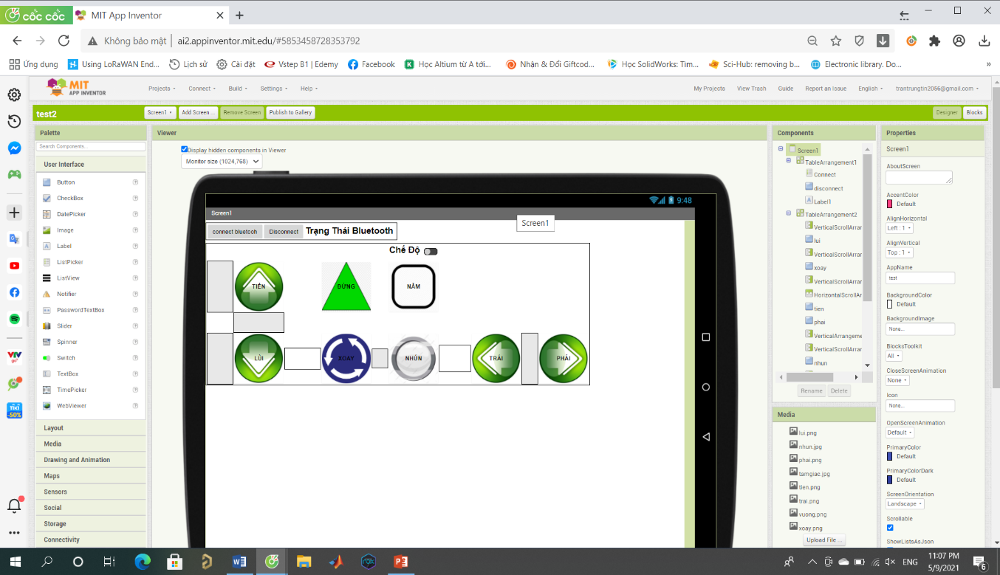 cốc cốc
MIT App Inventor
Không bảo mật
ai2.appinventor.mit.edu/#5853458728353792
Ứng dụng
Using LoRaWAN End...
Lịch sử
Cài đặt
Vstep B1 | Edemy
Facebook
Học Altium từ A tới...
Nhận & Đổi Giftcod...
Học SolidWorks: Tìm...
Sci-Hub: removing b...
Electronic library. Do...
»
MIT
APP INVENTOR
Projects
Connect
Build
Settings
Help
My Projects
View Trash
Guide
Report an Issue
English
trantrungtin2056@gmail.com
test2
Screen1
Add Screen ...
Remove Screen
Publish to Gallery
Designer
Blocks
Palette
Search Components...
User Interface
Button
CheckBox
DatePicker
Image
Label
ListPicker
ListView
Notifier
PasswordTextBox
Slider
Spinner
Switch
TextBox
TimePicker
WebViewer
Layout
Media
Drawing and Animation
Maps
Sensors
Social
Storage
Connectivity
Viewer
Display hidden components in Viewer
Monitor size (1024,768)
9:48
Screen1
Screen1
connect bluetooh
Disconnect
Trạng Thái Bluetooth
Chế Độ
TIẾN
ĐỨNG
NẰM
LÙI
XOAY
NHÚN
TRÁI
PHẢI
Components
Screen1
TableArrangement1
Connect
disconnect
Label1
TableArrangement2
VerticalScrollArrar
lui
VerticalScrollArrar
xoay
VerticalScrollArrar
HorizontalScrollAr
tien
phai
VerticalArrangeme
VerticalScrollArrar
nhun
Rename
Delete
Media
lui.png
nhun.jpg
phai.png
tamgiac.jpg
tien.png
trai.png
vuong.png
xoay.png
Upload File ...
Properties
Screen1
AboutScreen
AccentColor
Default
AlignHorizontal
Left : 1
AlignVertical
Top : 1
AppName
test
BackgroundColor
Default
BackgroundImage
None...
BlocksToolkit
All
CloseScreenAnimation
None
Icon
None...
OpenScreenAnimation
Default
PrimaryColor
Default
PrimaryColorDark
Default
ScreenOrientation
Landscape
Scrollable
ShowListsAsJson
VTV
go
TIKI
-50%
ENG
11:07 PM
5/9/2021
6